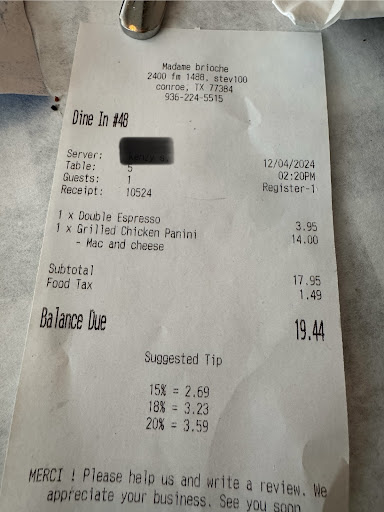 Madame brioche
2400 fm 1488, stev100
conroe, TX 77384
936-224-5515
Dine In #48
Server:
Table: 5
Guests: 1
Receipt: 10524
12/04/2024
02:20PM
Register-1
1 x Double Espresso 3.95
1 x Grilled Chicken Panini 14.00
- Mac and cheese
Subtotal 17.95
Food Tax 1.49
Balance Due 19.44
Suggested Tip
15% = 2.69
18% = 3.23
20% = 3.59
MERCI ! Please help us and write a review. We
appreciate your business. See you soon